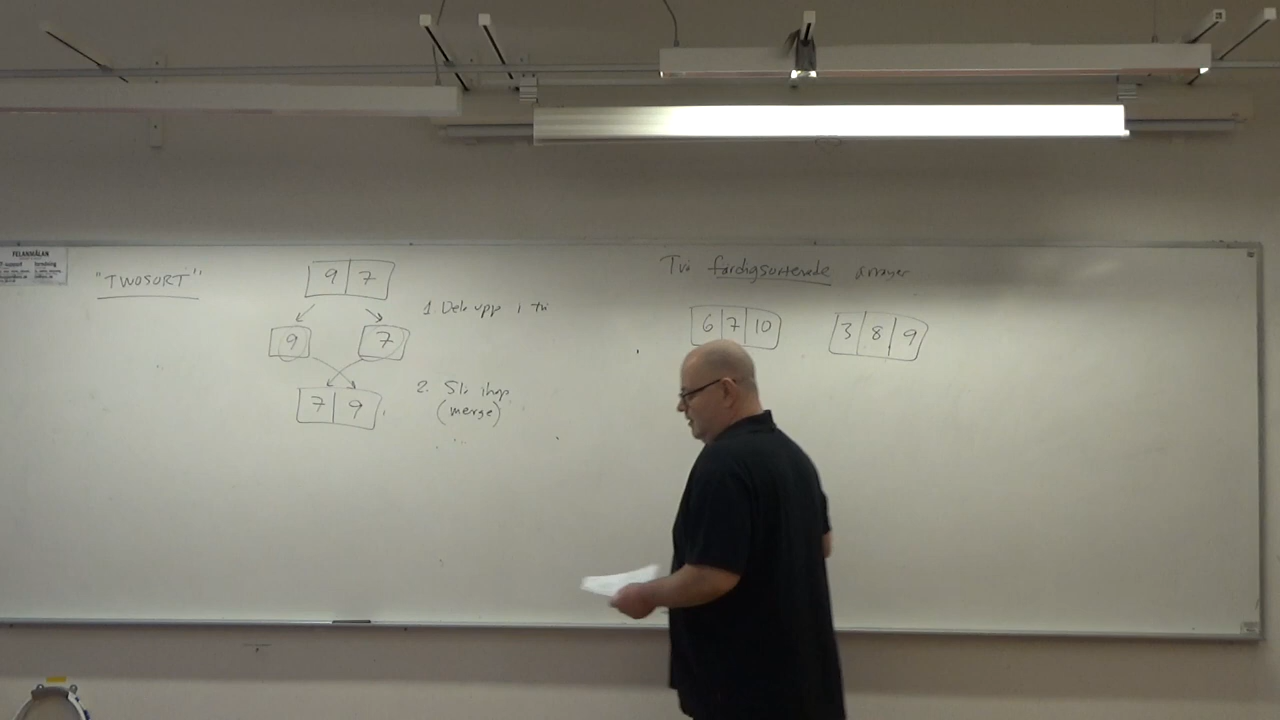 FELANMÄLAN
"TWOSORT"
9 7
1. Dela upp i två
9 7
2. Slå ihop
(merge)
7 9
Två färdigsorterade arrayer
6 7 10
3 8 9